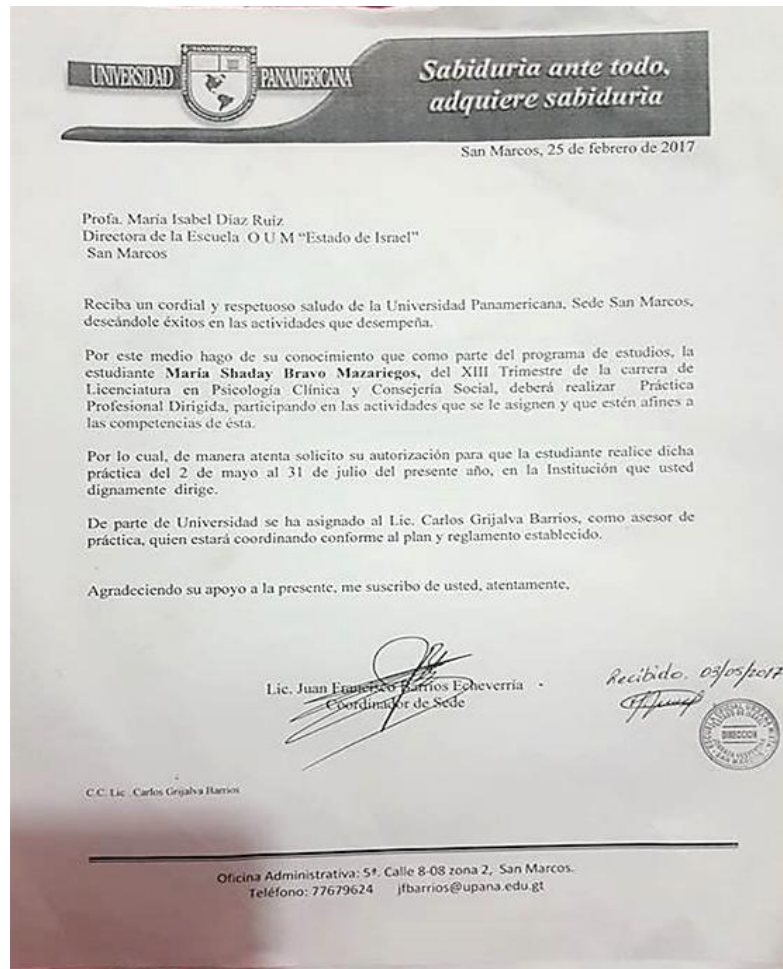 UNIVERSIDAD PANAMERICANA
Sabiduria ante todo,
adquiere sabiduria
San Marcos, 25 de febrero de 2017
Profa. María Isabel Díaz Ruiz
Directora de la Escuela O U M “Estado de Israel”
San Marcos
Reciba un cordial y respetuoso saludo de la Universidad Panamericana, Sede San Marcos,
deseándole éxitos en las actividades que desempeña.
Por este medio hago de su conocimiento que como parte del programa de estudios, la
estudiante María Shaday Bravo Mazariegos, del XIII Trimestre de la carrera de
Licenciatura en Psicología Clínica y Consejería Social, deberá realizar Práctica
Profesional Dirigida, participando en las actividades que se le asignen y que estén afines a
las competencias de ésta.
Por lo cual, de manera atenta solicito su autorización para que la estudiante realice dicha
práctica del 2 de mayo al 31 de julio del presente año, en la Institución que usted
dignamente dirige.
De parte de Universidad se ha asignado al Lic. Carlos Grijalva Barrios, como asesor de
práctica, quien estará coordinando conforme al plan y reglamento establecido.
Agradeciendo su apoyo a la presente, me suscribo de usted, atentamente,
Lic. Juan Francisco Barrios Echeverría
Coordinador de Sede
Recibido. 03/05/2017
DIRECCION
SAN MARCOS
C.C. Lic. Carlos Grijalva Barrios
Oficina Administrativa: 5ª. Calle 8-08 zona 2, San Marcos.
Teléfono: 77679624 jfbarrios@upana.edu.gt